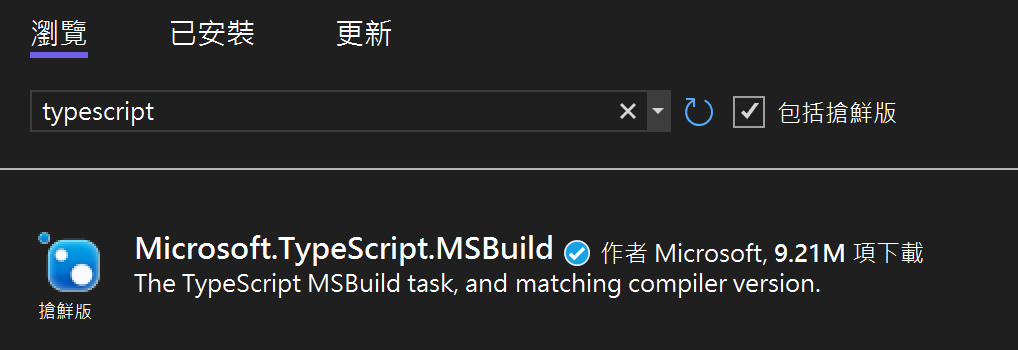 瀏覽 已安裝 更新
typescript 包括搶鮮版
Microsoft.TypeScript.MSBuild 作者 Microsoft, 9.21M 項下載
The TypeScript MSBuild task, and matching compiler version.
搶鮮版